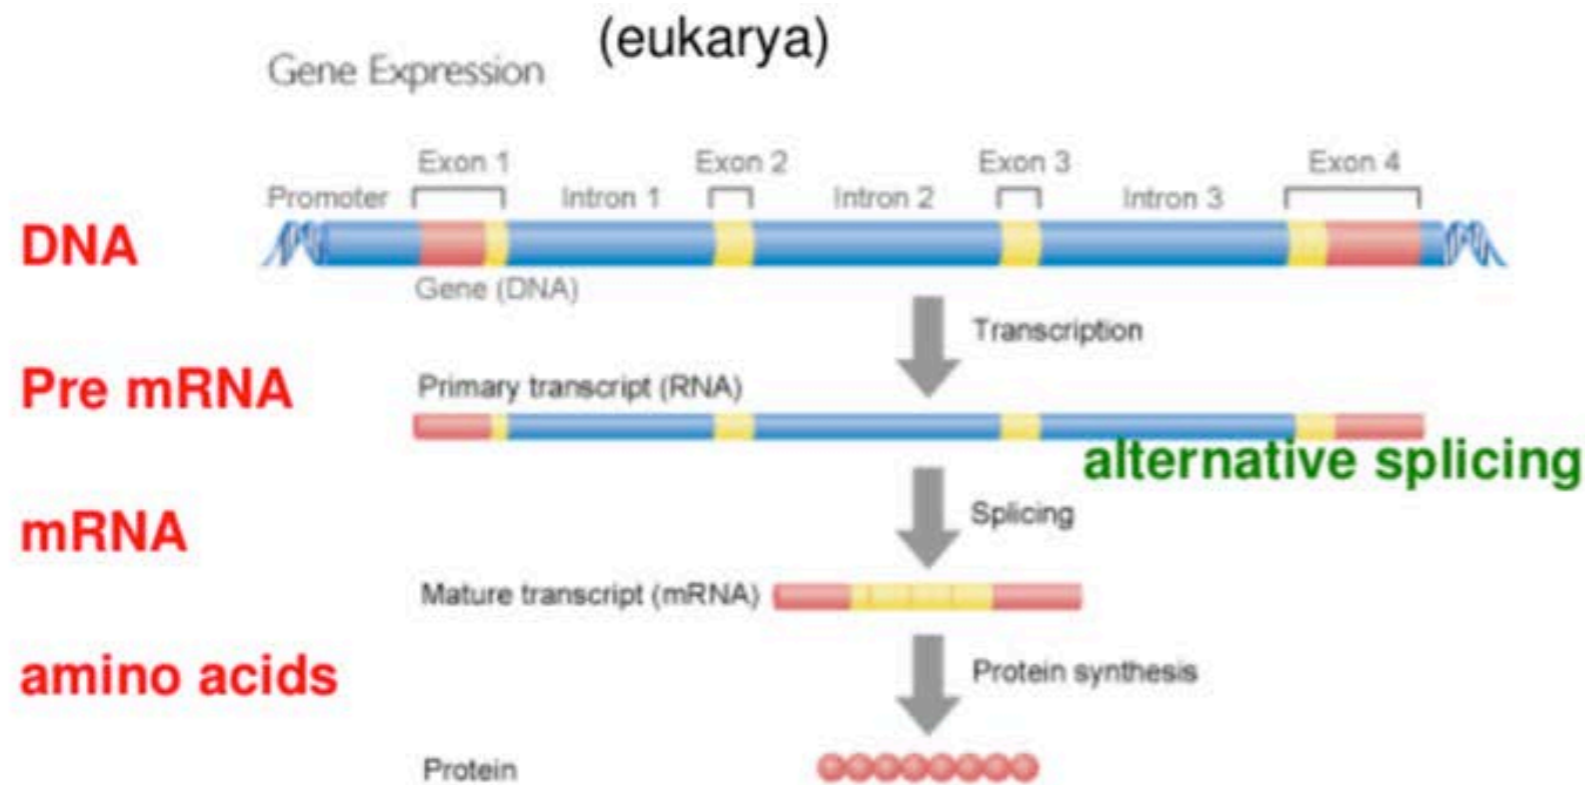 (eukarya)
Gene Expression
Exon 1 Exon 2 Exon 3 Exon 4
Promoter Intron 1 Intron 2 Intron 3
DNA
Gene (DNA)
Transcription
Pre mRNA
Primary transcript (RNA)
alternative splicing
Splicing
mRNA
Mature transcript (mRNA)
amino acids
Protein synthesis
Protein